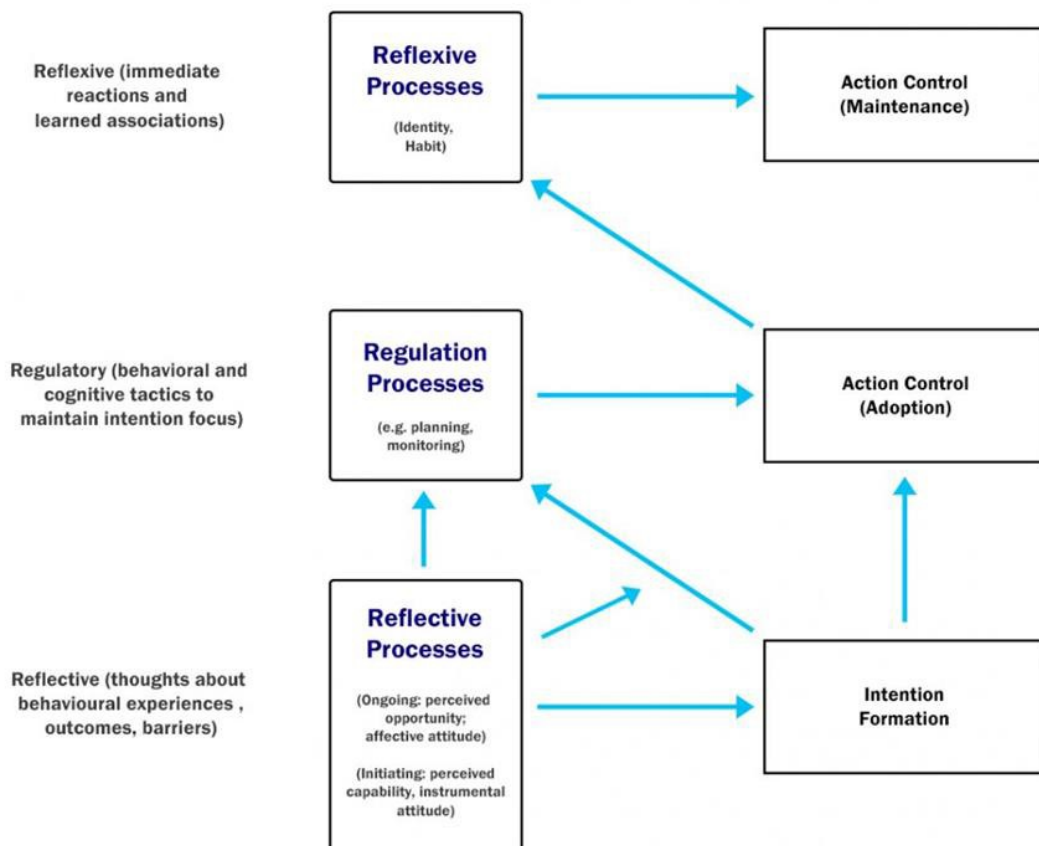 Reflexive (immediate
reactions and
learned associations)
Reflexive
Processes
(Identity,
Habit)
Action Control
(Maintenance)
Regulatory (behavioral and
cognitive tactics to
maintain intention focus)
Regulation
Processes
(e.g. planning,
monitoring)
Action Control
(Adoption)
Reflective (thoughts about
behavioural experiences ,
outcomes, barriers)
Reflective
Processes
(Ongoing: perceived
opportunity;
affective attitude)
(Initiating: perceived
capability, instrumental
attitude)
Intention
Formation